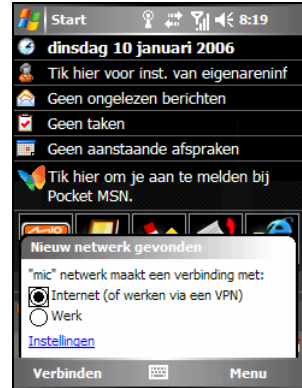 Start 8:19
dinsdag 10 januari 2006
Tik hier voor inst. van eigenareninf
Geen ongelezen berichten
Geen taken
Geen aanstaande afspraken
Tik hier om je aan te melden bij
Pocket MSN.
Nieuw netwerk gevonden
"mic" netwerk maakt een verbinding met:
Internet (of werken via een VPN)
Werk
Instellingen
Verbinden Menu